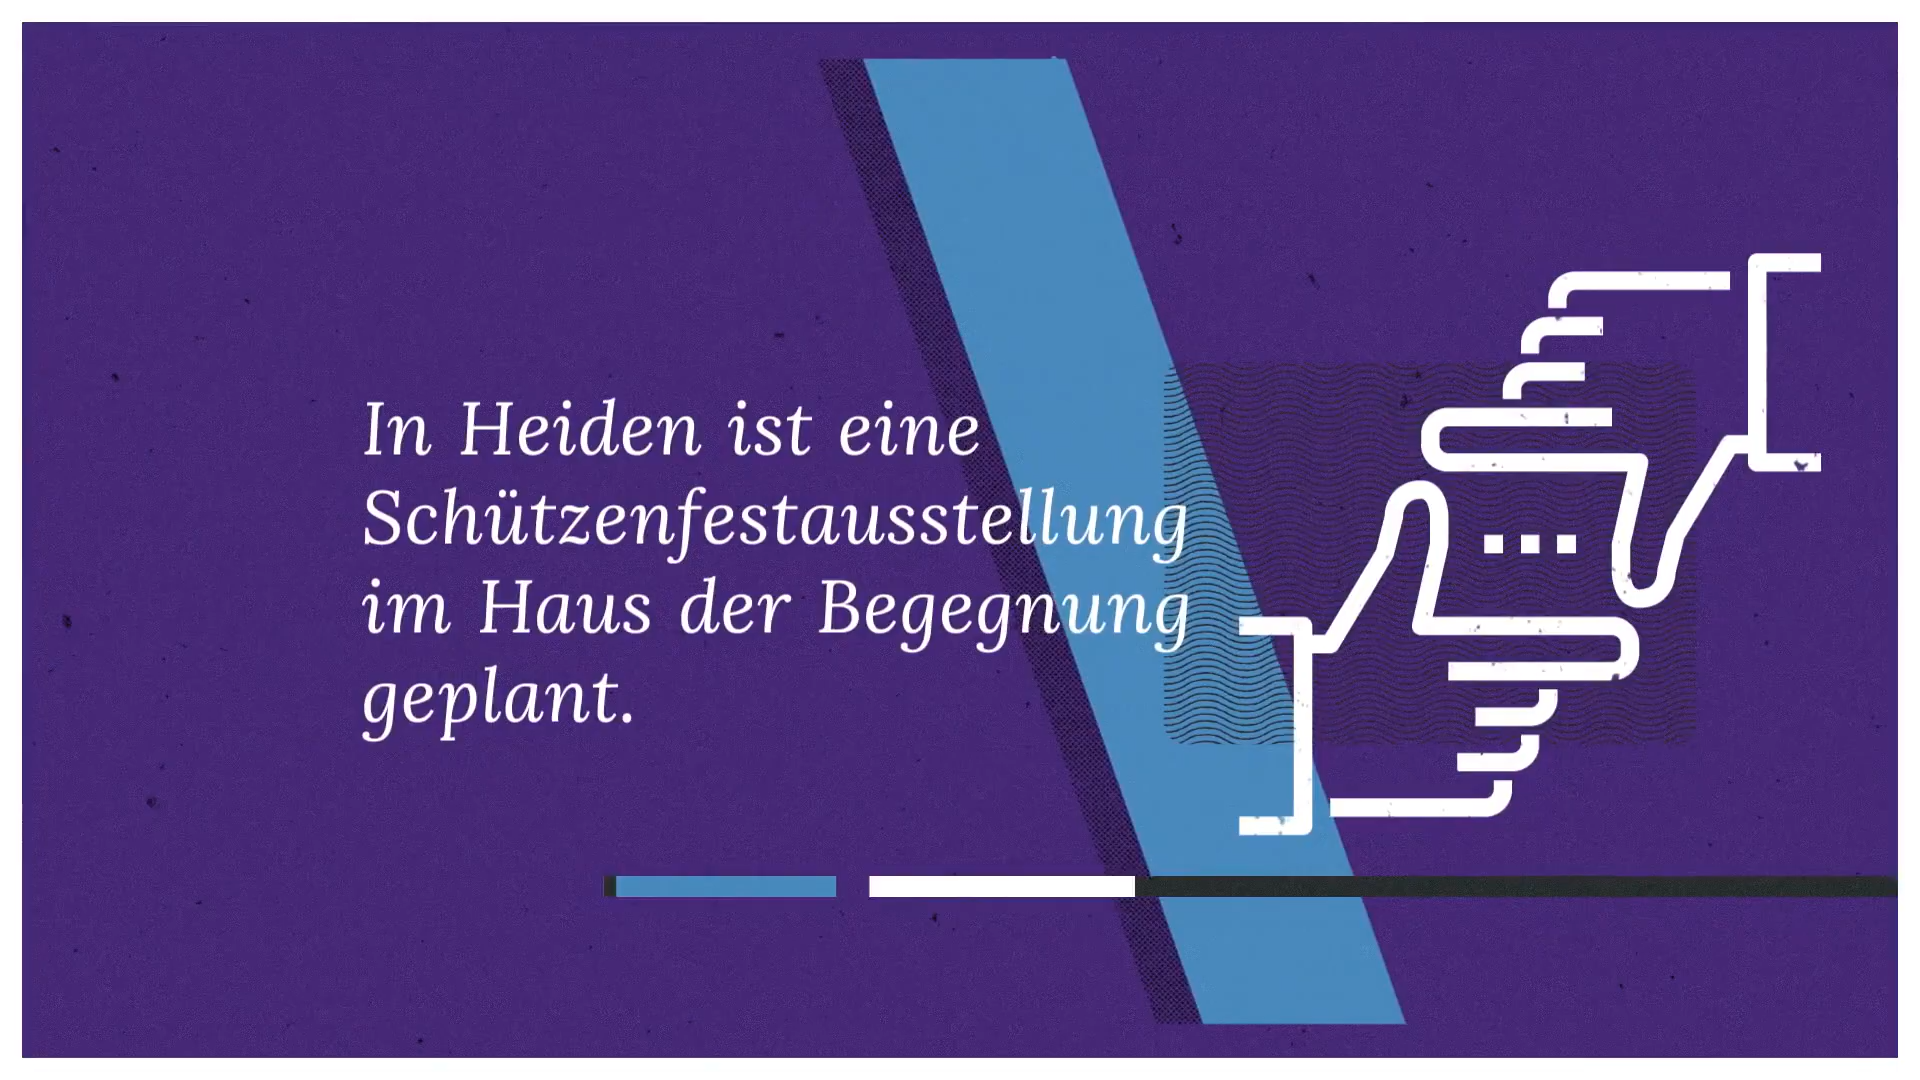 In Heiden ist eine
Schützenfestausstellung
im Haus der Begegnung
geplant.